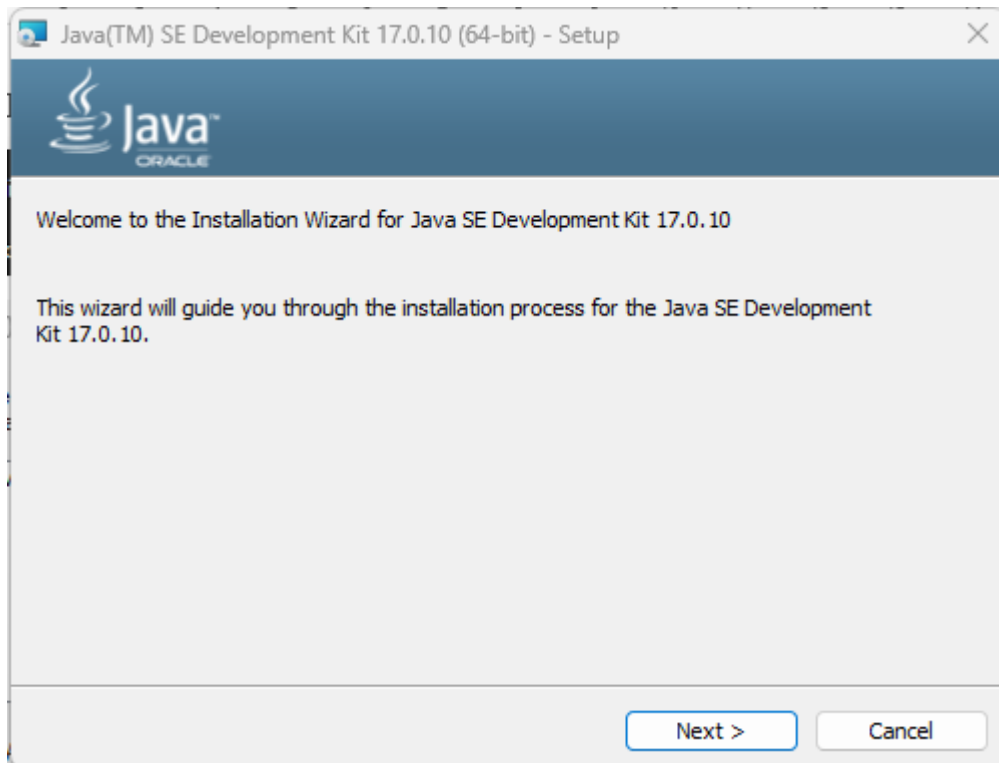 Java(TM) SE Development Kit 17.0.10 (64-bit) - Setup
Java™
ORACLE
Welcome to the Installation Wizard for Java SE Development Kit 17.0.10
This wizard will guide you through the installation process for the Java SE Development
Kit 17.0.10.
Next >
Cancel